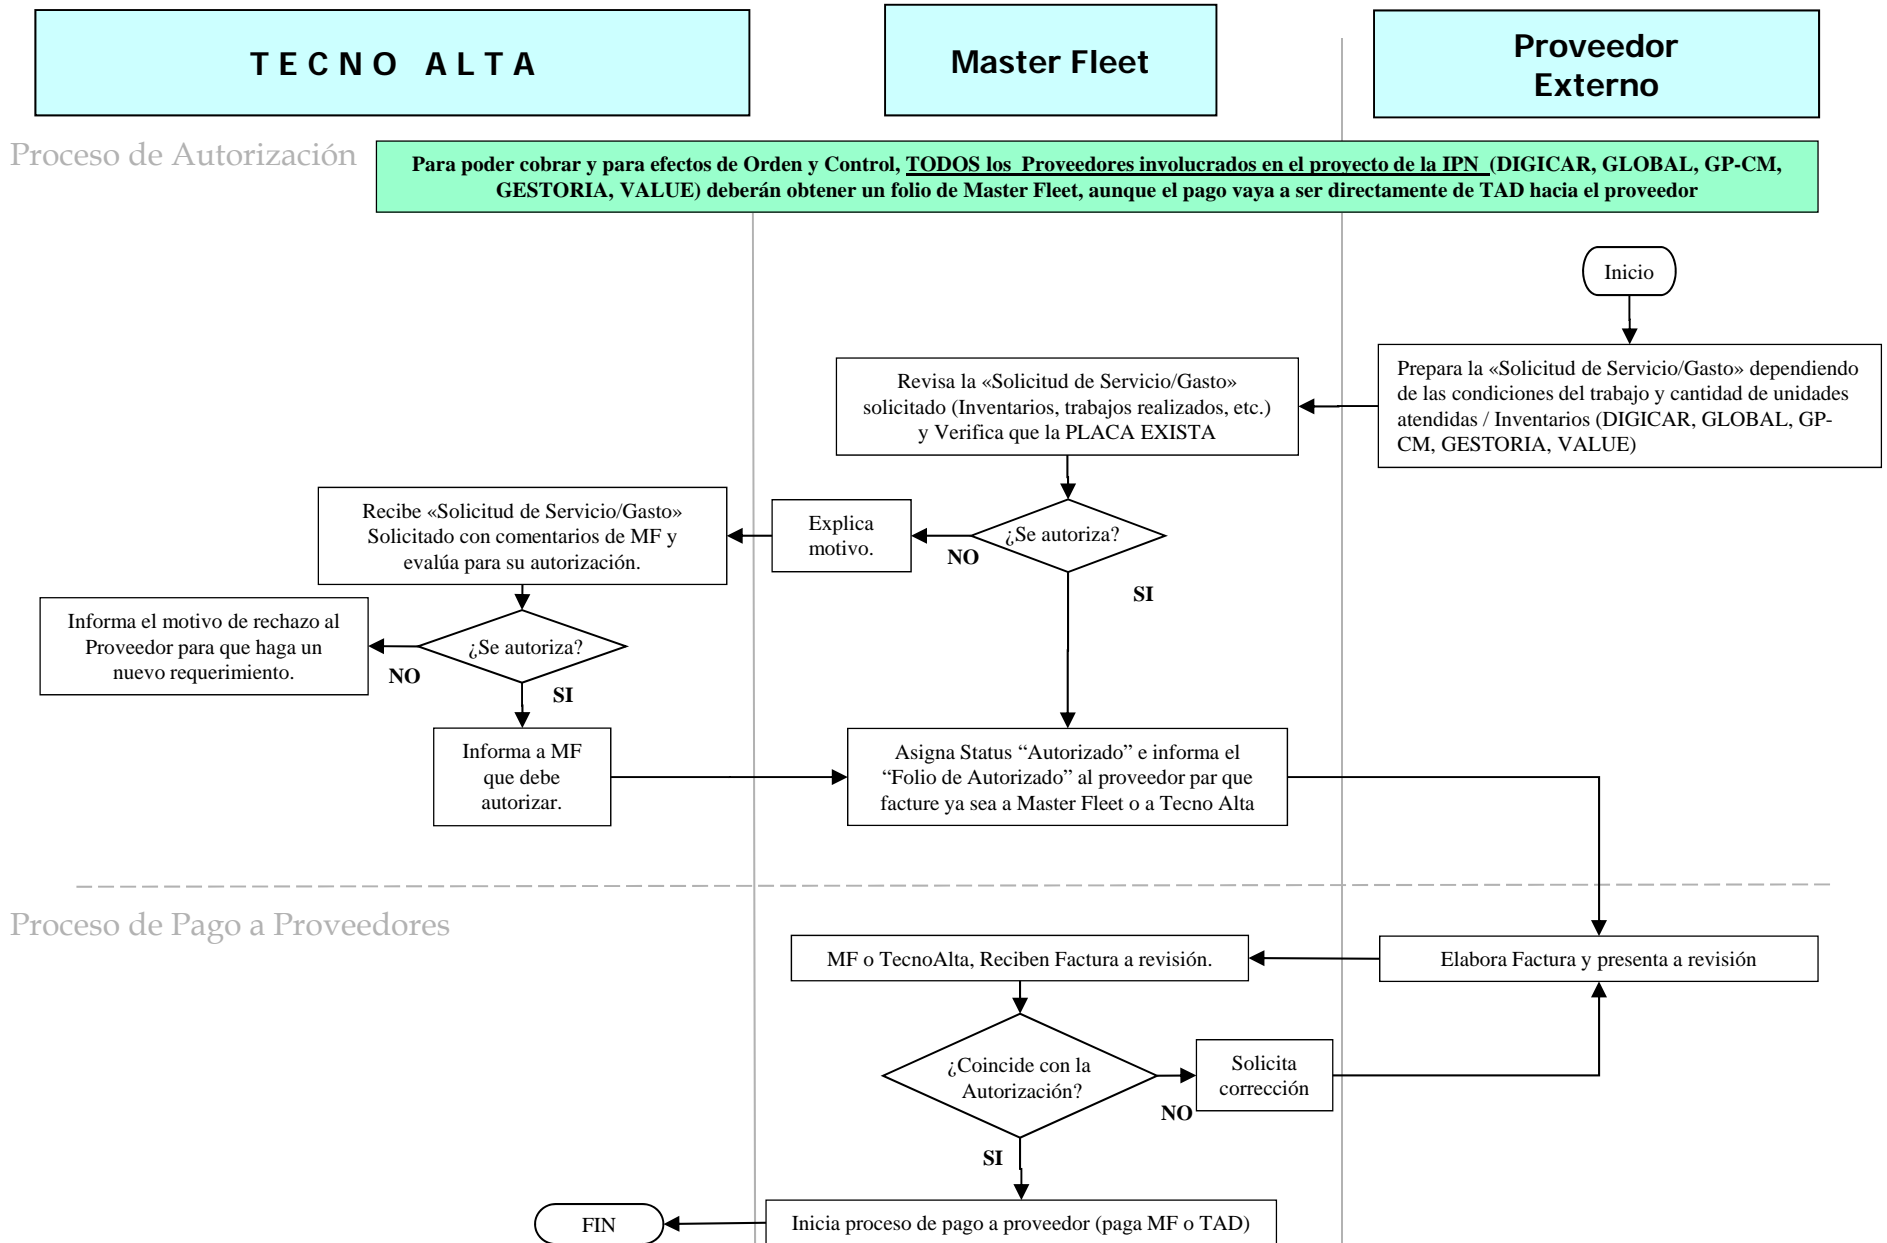 TECNO ALTA
Master Fleet
Proveedor
Externo
Proceso de Autorización
Para poder cobrar y para efectos de Orden y Control, TODOS los Proveedores involucrados en el proyecto de la IPN (DIGICAR, GLOBAL, GP-CM,
GESTORIA, VALUE) deberán obtener un folio de Master Fleet, aunque el pago vaya a ser directamente de TAD hacia el proveedor
Inicio
Prepara la «Solicitud de Servicio/Gasto» dependiendo
de las condiciones del trabajo y cantidad de unidades
atendidas / Inventarios (DIGICAR, GLOBAL, GP-
CM, GESTORIA, VALUE)
Revisa la «Solicitud de Servicio/Gasto»
solicitado (Inventarios, trabajos realizados, etc.)
y Verifica que la PLACA EXISTA
¿Se autoriza?
NO
SI
Explica
motivo.
Recibe «Solicitud de Servicio/Gasto»
Solicitado con comentarios de MF y
evalúa para su autorización.
¿Se autoriza?
NO
SI
Informa el motivo de rechazo al
Proveedor para que haga un
nuevo requerimiento.
Informa a MF
que debe
autorizar.
Asigna Status “Autorizado” e informa el
“Folio de Autorizado” al proveedor par que
facture ya sea a Master Fleet o a Tecno Alta
Proceso de Pago a Proveedores
Elabora Factura y presenta a revisión
MF o TecnoAlta, Reciben Factura a revisión.
¿Coincide con la
Autorización?
NO
SI
Solicita
corrección
Inicia proceso de pago a proveedor (paga MF o TAD)
FIN